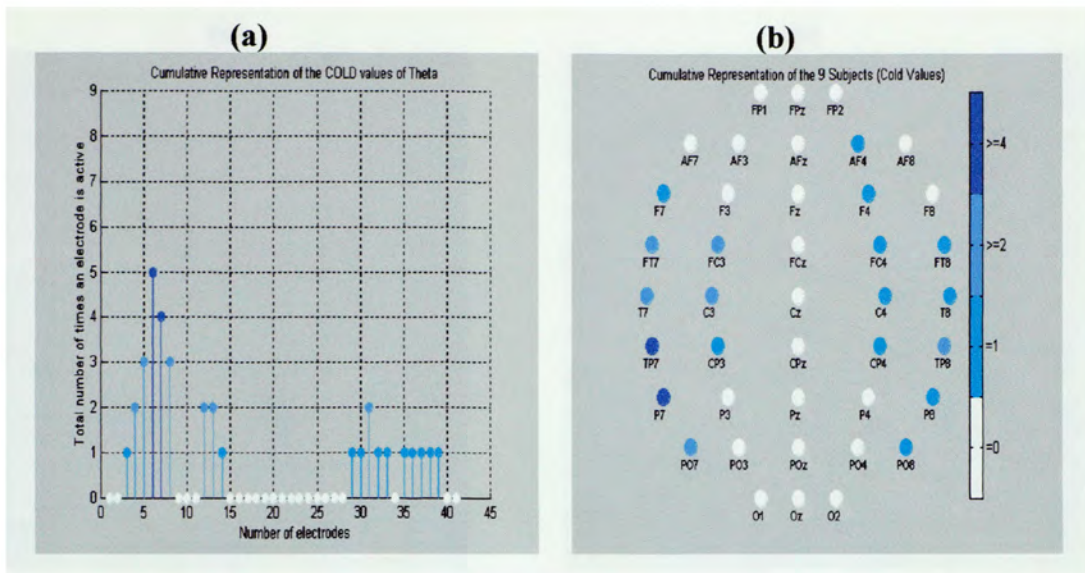 (a)
Cumulative Representation of the COLD values of Theta
Total number of times an electrode is active
9
8
7
6
5
4
3
2
1
0
0 5 10 15 20 25 30 35 40 45
Number of electrodes
(b)
Cumulative Representation of the 9 Subjects (Cold Values)
FP1 FPz FP2
AF7 AF3 AFz AF4 AF8
F7 F3 Fz F4 F8
FT7 FC3 FCz FC4 FT8
T7 C3 Cz C4 T8
TP7 CP3 CPz CP4 TP8
P7 P3 Pz P4 P8
PO7 PO3 POz PO4 PO8
O1 Oz O2
>=4
>=2
=1
=0